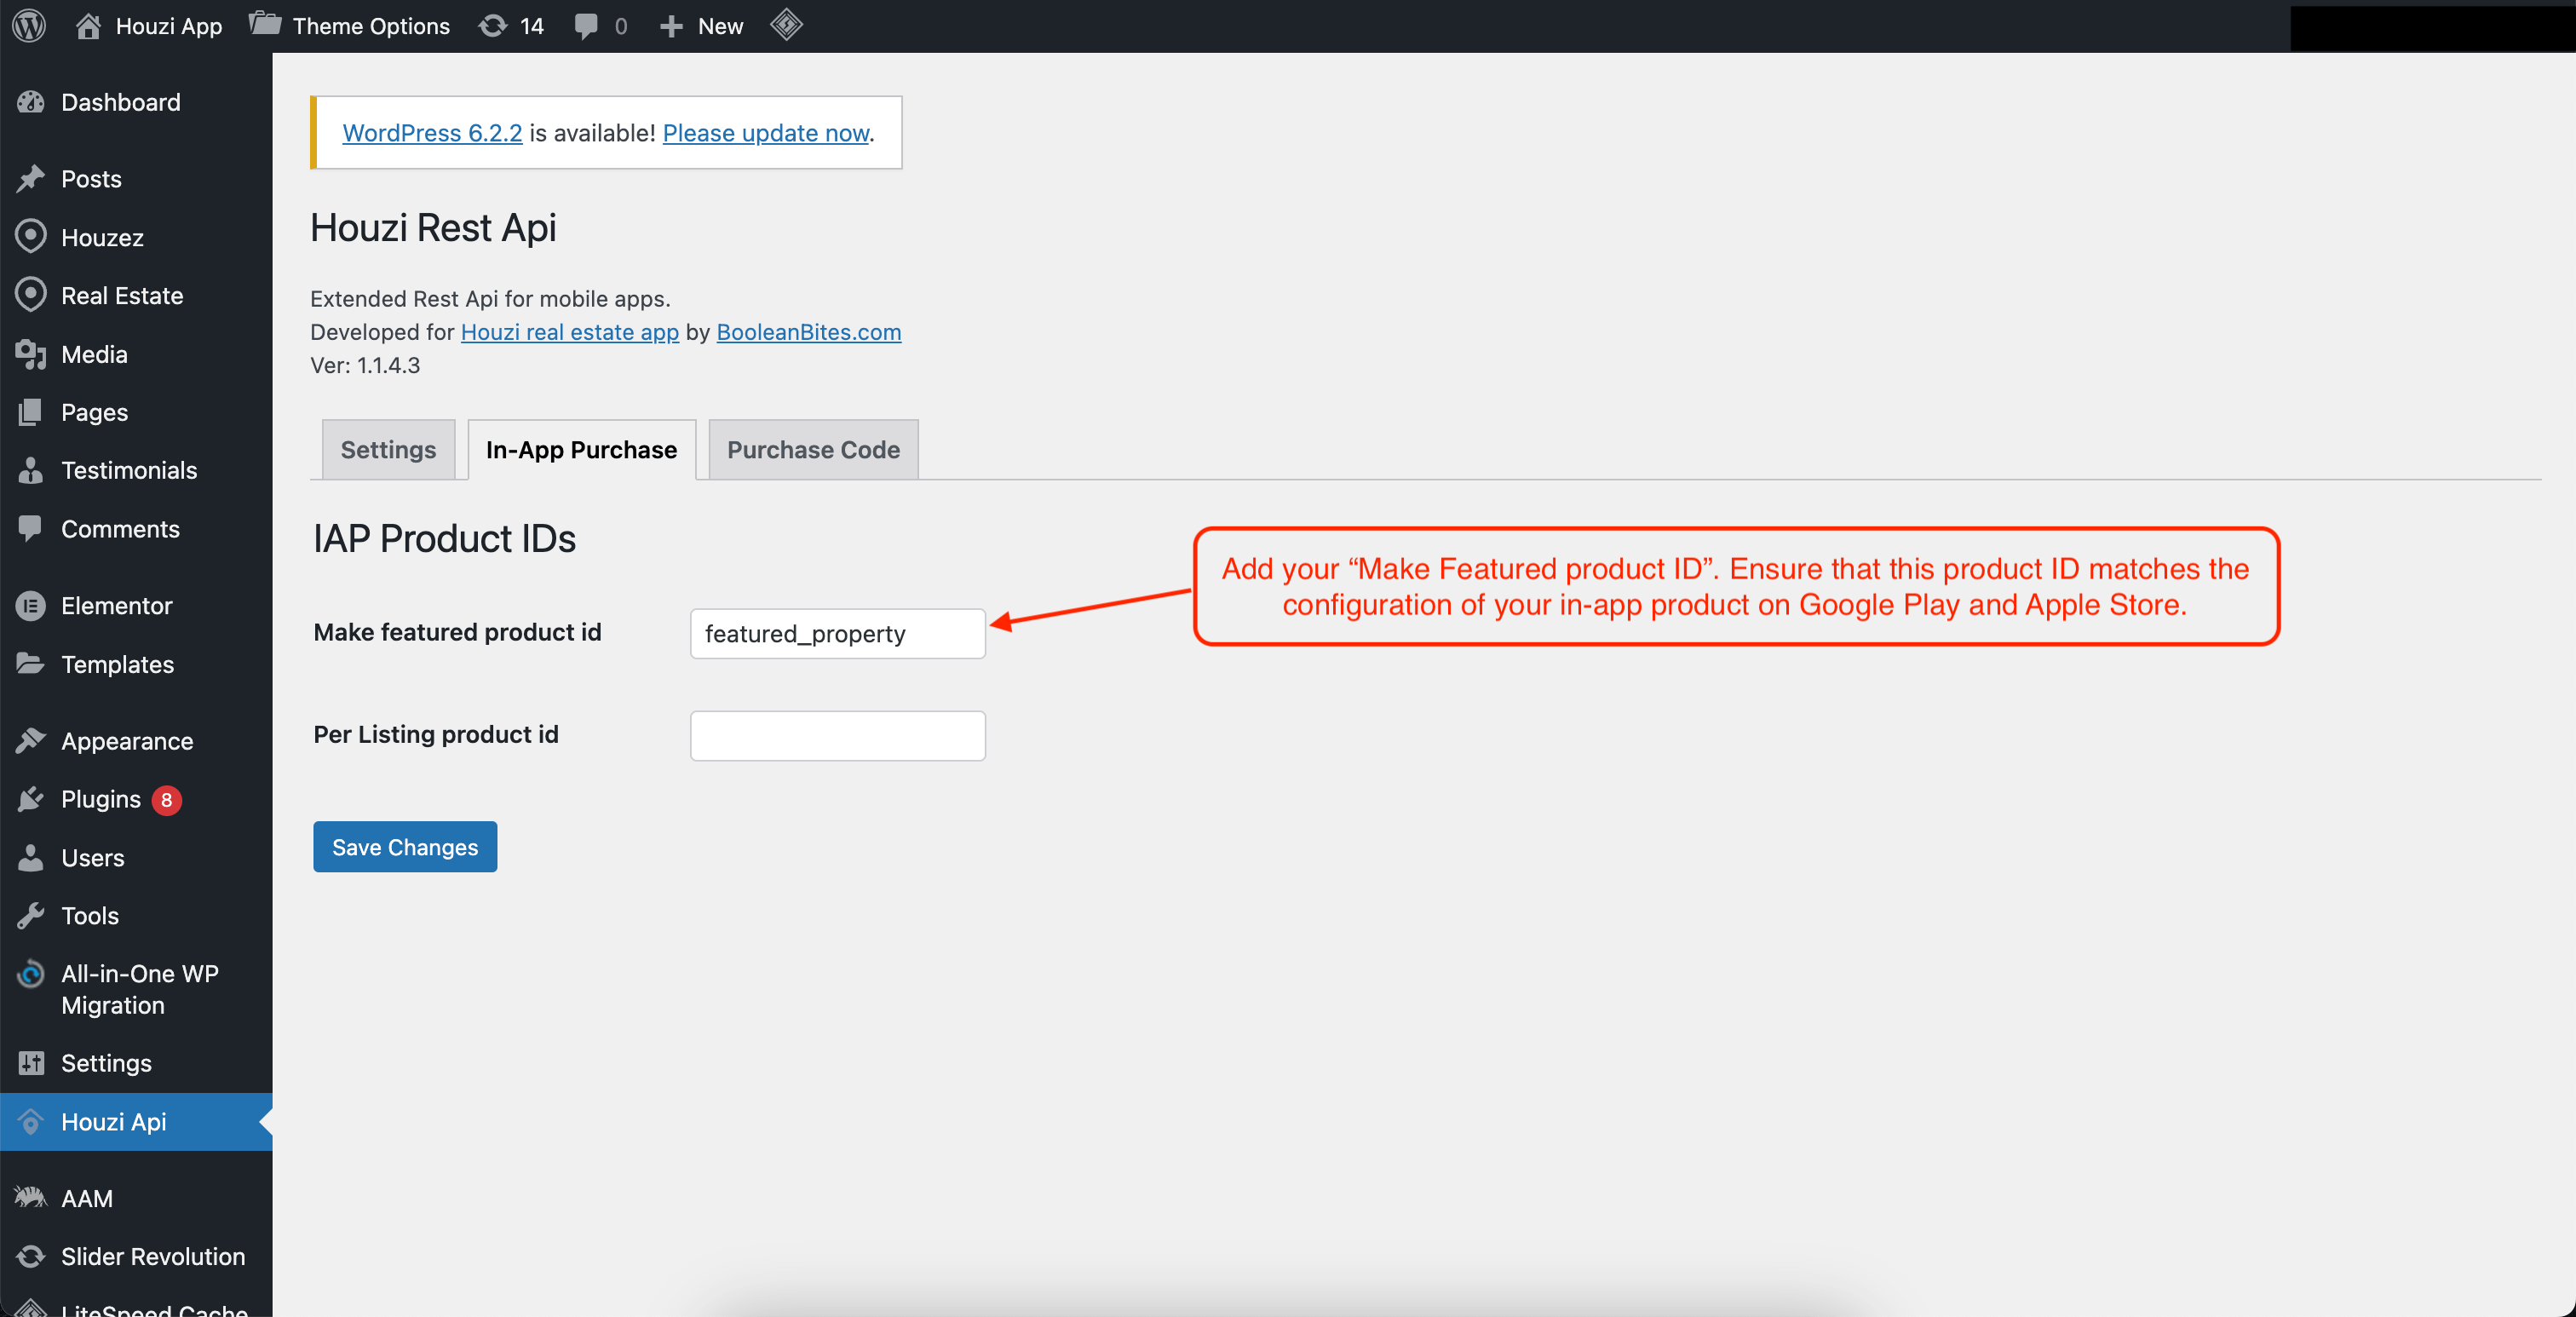 Houzi App
Theme Options
14
0
New
Dashboard
Posts
Houzez
Real Estate
Media
Pages
Testimonials
Comments
Elementor
Templates
Appearance
Plugins 8
Users
Tools
All-in-One WP
Migration
Settings
Houzi Api
AAM
Slider Revolution
LiteSpeed Cache
WordPress 6.2.2 is available! Please update now.
Houzi Rest Api
Extended Rest Api for mobile apps.
Developed for Houzi real estate app by BooleanBites.com
Ver: 1.1.4.3
Settings
In-App Purchase
Purchase Code
IAP Product IDs
Make featured product id
featured_property
Add your “Make Featured product ID”. Ensure that this product ID matches the
configuration of your in-app product on Google Play and Apple Store.
Per Listing product id
Save Changes